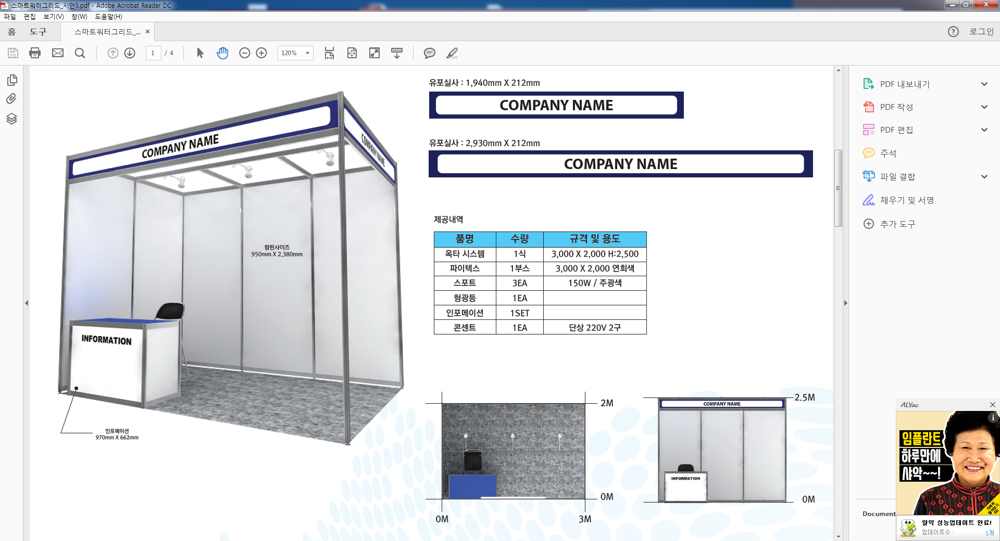 스마트워터그리드_시안3.pdf - Adobe Acrobat Reader DC
파일 편집 보기(V) 창(W) 도움말(H)
홈 도구 스마트워터그리드_... × ? 로그인
1 / 4 120%
유포실사 : 1,940mm X 212mm
COMPANY NAME
유포실사 : 2,930mm X 212mm
COMPANY NAME
COMPANY NAME
COMPANY NAME
합판사이즈
950mm X 2,380mm
INFORMATION
인포메이션
970mm X 662mm
제공내역
품명 수량 규격 및 용도
옥타 시스템 1식 3,000 X 2,000 H:2,500
파이텍스 1부스 3,000 X 2,000 연회색
스포트 3EA 150W / 주광색
형광등 1EA
인포메이션 1SET
콘센트 1EA 단상 220V 2구
2M
0M
0M 3M
2.5M
COMPANY NAME
INFORMATION
0M
PDF 내보내기
PDF 작성
PDF 편집
주석
파일 결합
채우기 및 서명
추가 도구
Document
ALYac
임플란트
하루만에
샤악~~!
자세히
알아보기
GO
알약 성능업데이트 완료!
업데이트수 : 1개